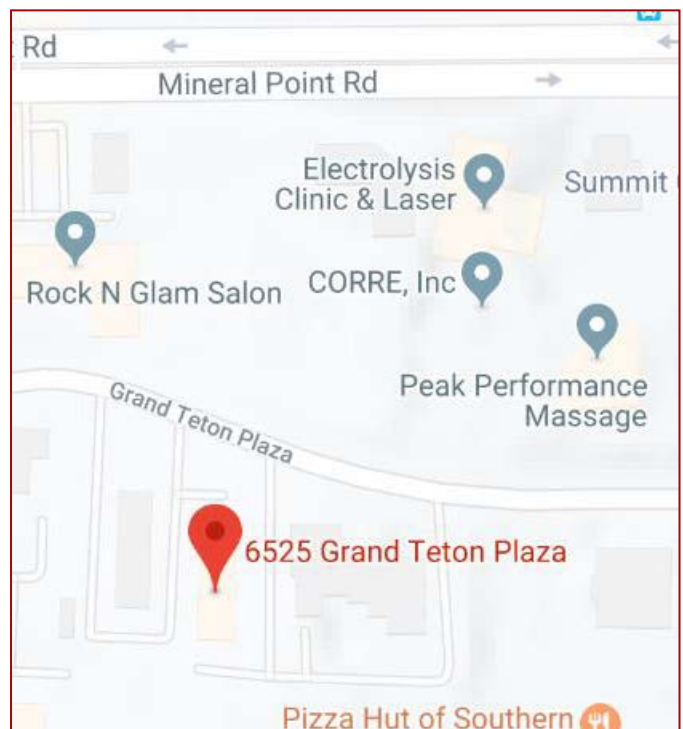 Rd
Mineral Point Rd
Electrolysis
Clinic & Laser
Summit
Rock N Glam Salon
CORRE, Inc
Peak Performance
Massage
Grand Teton Plaza
6525 Grand Teton Plaza
Pizza Hut of Southern